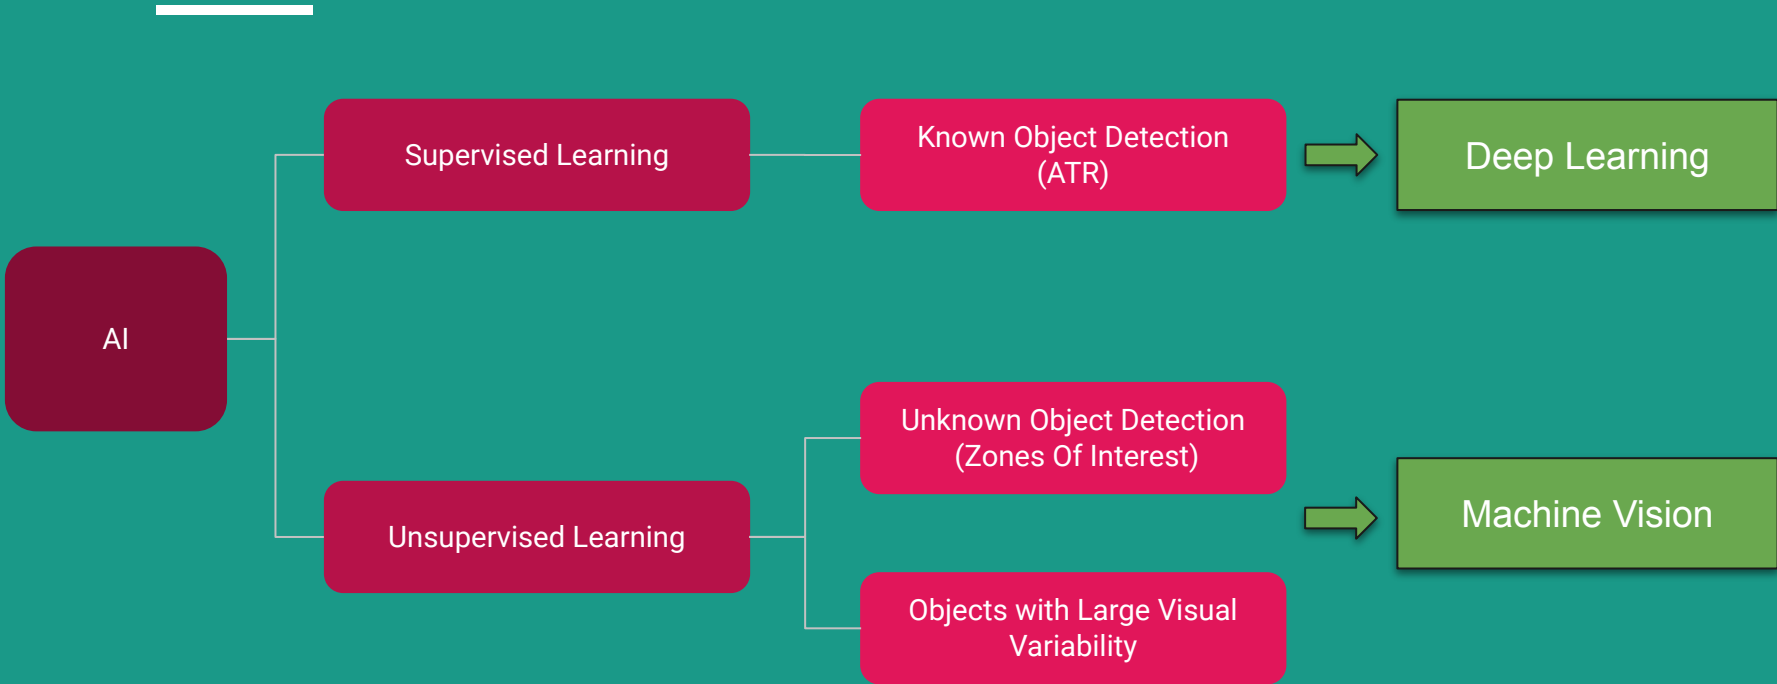 Supervised Learning
Known Object Detection
(ATR)
Deep Learning
AI
Unknown Object Detection
(Zones Of Interest)
Unsupervised Learning
Machine Vision
Objects with Large Visual
Variability